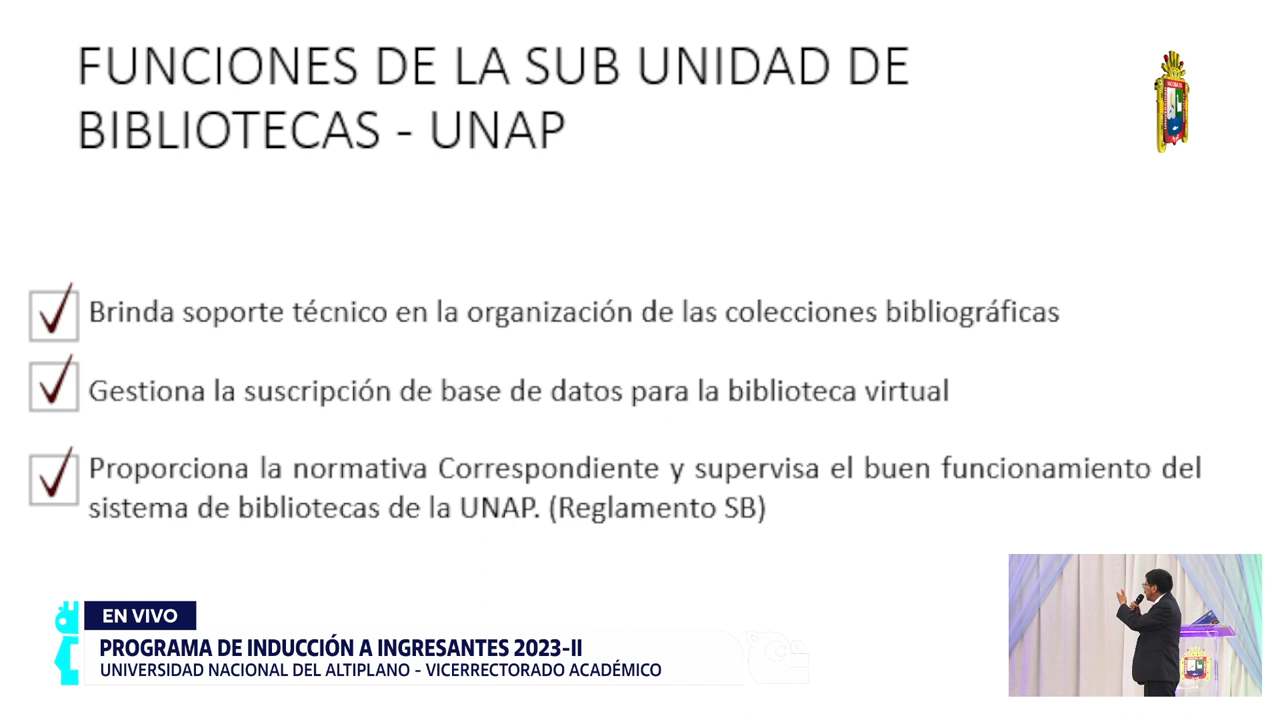 FUNCIONES DE LA SUB UNIDAD DE
BIBLIOTECAS - UNAP
Brinda soporte técnico en la organización de las colecciones bibliográficas
Gestiona la suscripción de base de datos para la biblioteca virtual
Proporciona la normativa Correspondiente y supervisa el buen funcionamiento del
sistema de bibliotecas de la UNAP. (Reglamento SB)
EN VIVO
PROGRAMA DE INDUCCIÓN A INGRESANTES 2023-II
UNIVERSIDAD NACIONAL DEL ALTIPLANO - VICERRECTORADO ACADÉMICO